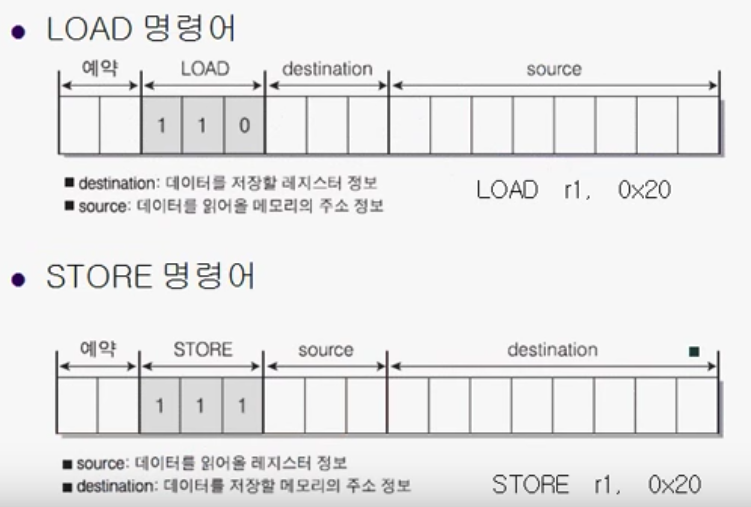 ● LOAD 명령어
예약 LOAD destination source
1 1 0
■ destination: 데이터를 저장할 레지스터 정보
■ source: 데이터를 읽어올 메모리의 주소 정보
LOAD r1, 0x20
● STORE 명령어
예약 STORE source destination
1 1 1
■ source: 데이터를 읽어올 레지스터 정보
■ destination: 데이터를 저장할 메모리의 주소 정보
STORE r1, 0x20